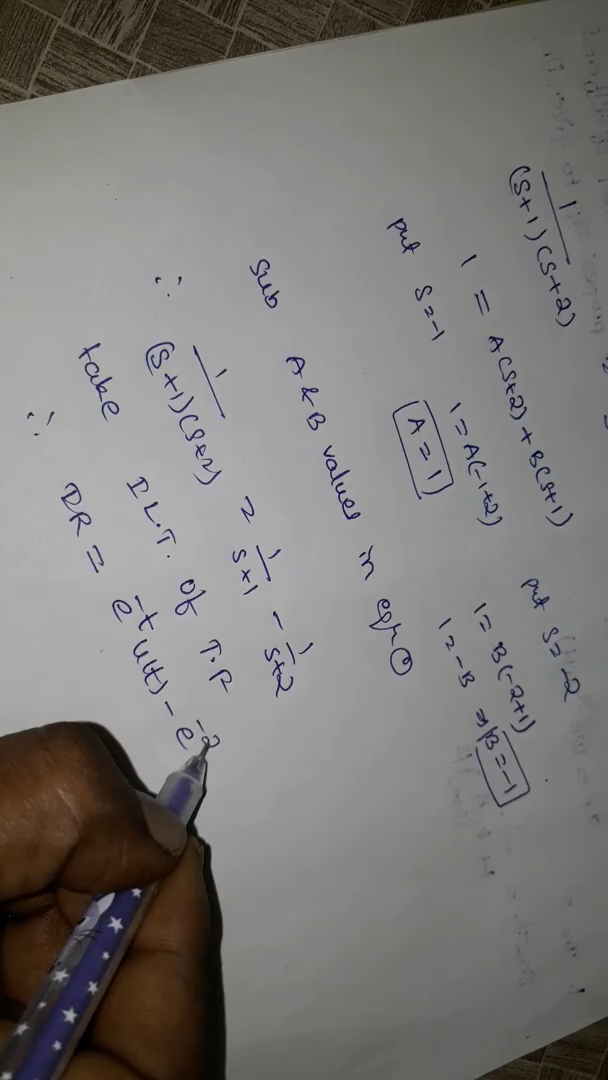 1/(s+1)(s+2)
1 = A(s+2) + B(s+1)
put s=-1 put s=-2
1 = A(-1+2) 1 = B(-2+1)
A = 1 1 = -B ⇒ B = -1
sub A & B values in eqn ①
∴ 1/(s+1)(s+2) = 1/s+1 - 1/s+2
take I L.T. of T.F
∴ IR = e^-t u(t) - e^-2